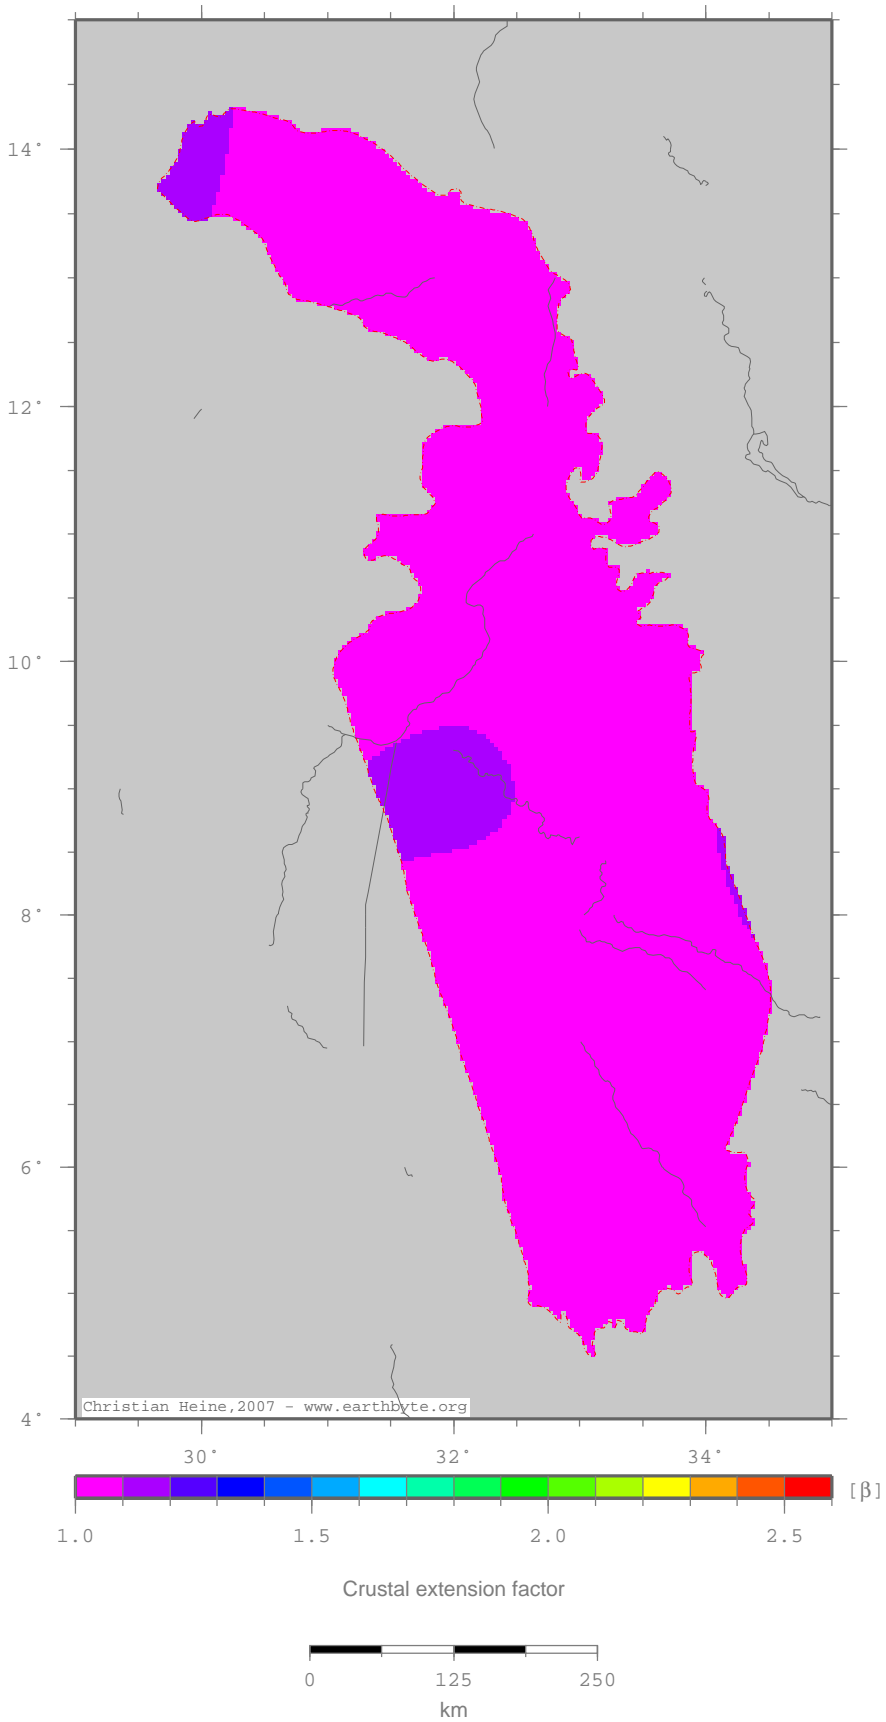 14°
12°
10°
8°
6°
4°
Christian Heine,2007 - www.earthbyte.org
30° 32° 34°
[β]
1.0 1.5 2.0 2.5
Crustal extension factor
0 125 250
km